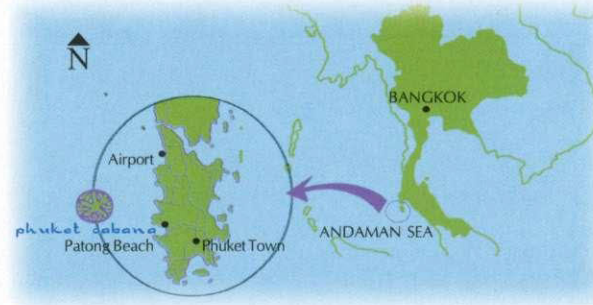 N
BANGKOK
Airport
phuket cabana
Patong Beach
Phuket Town
ANDAMAN SEA